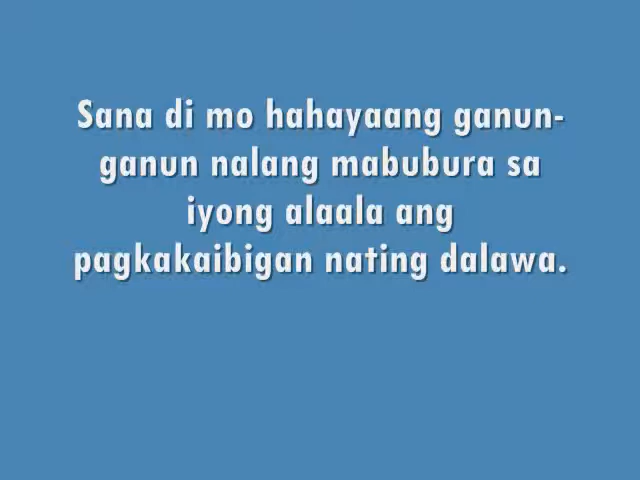 Sana di mo hahayaang ganun-
ganun nalang mabubura sa
iyong alaala ang
pagkakaibigan nating dalawa.